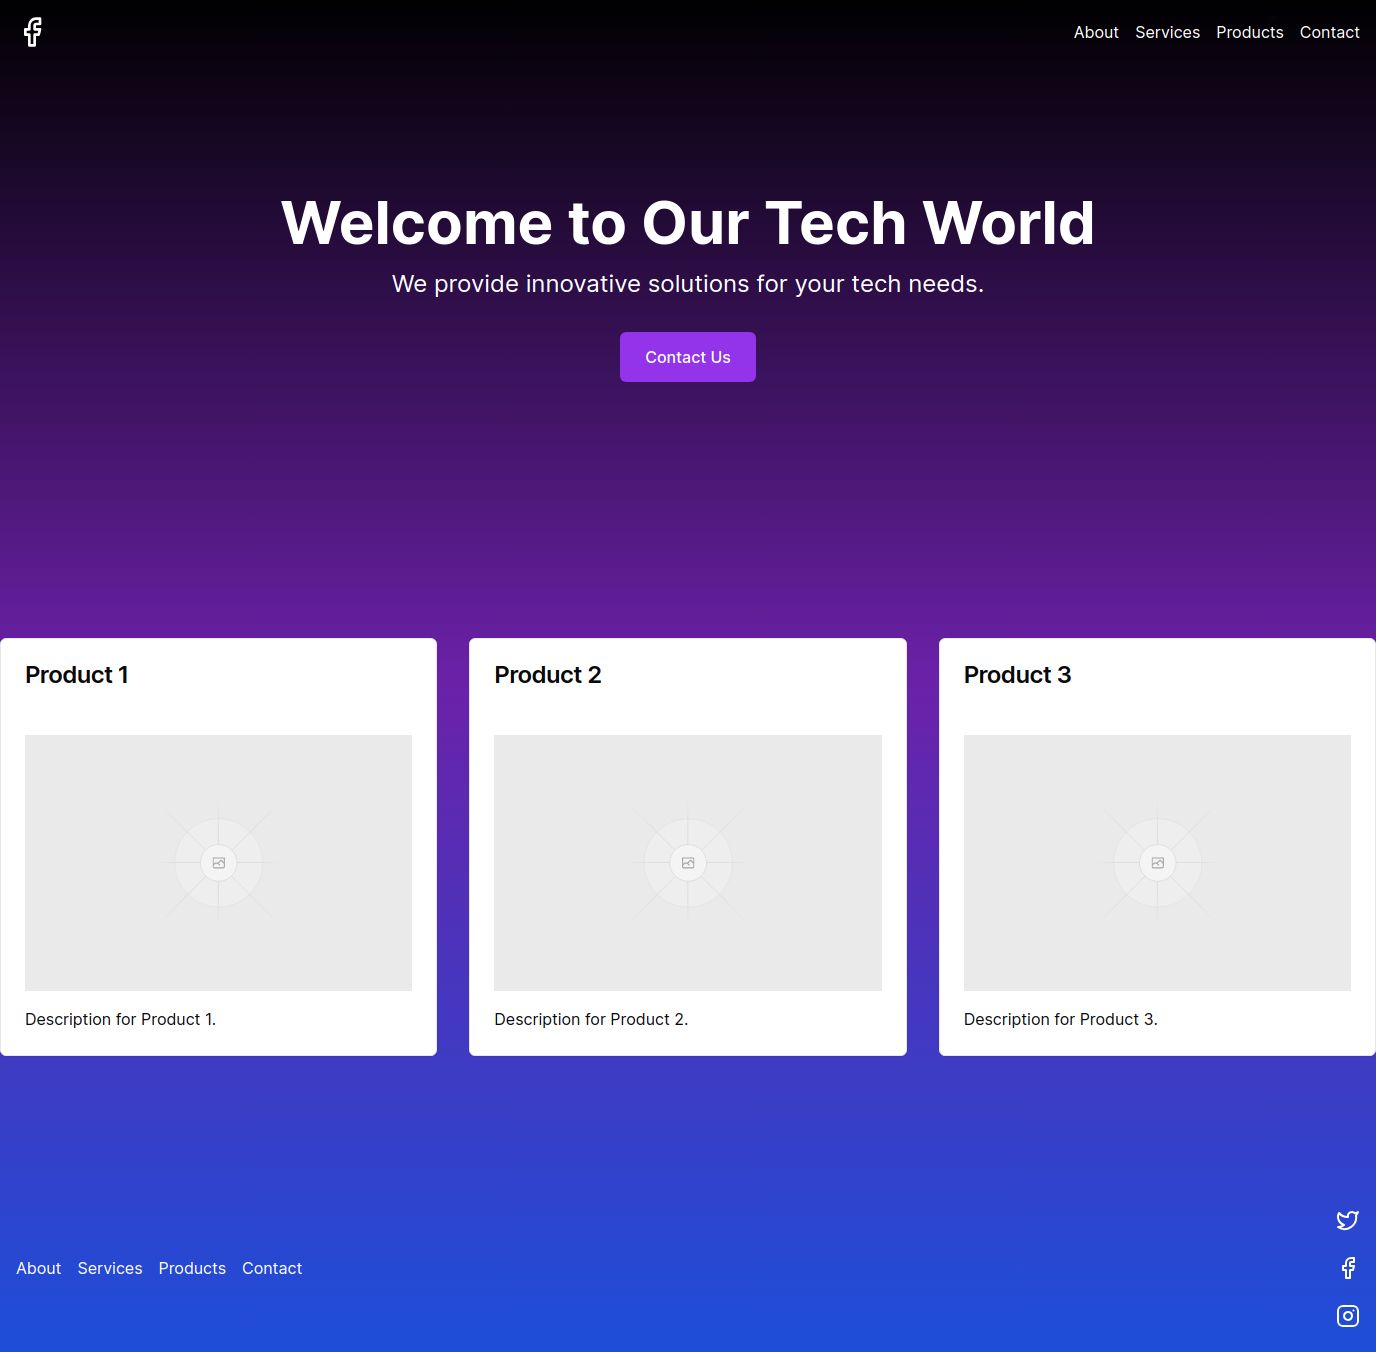 About Services Products Contact
Welcome to Our Tech World
We provide innovative solutions for your tech needs.
Contact Us
Product 1
Description for Product 1.
Product 2
Description for Product 2.
Product 3
Description for Product 3.
About Services Products Contact